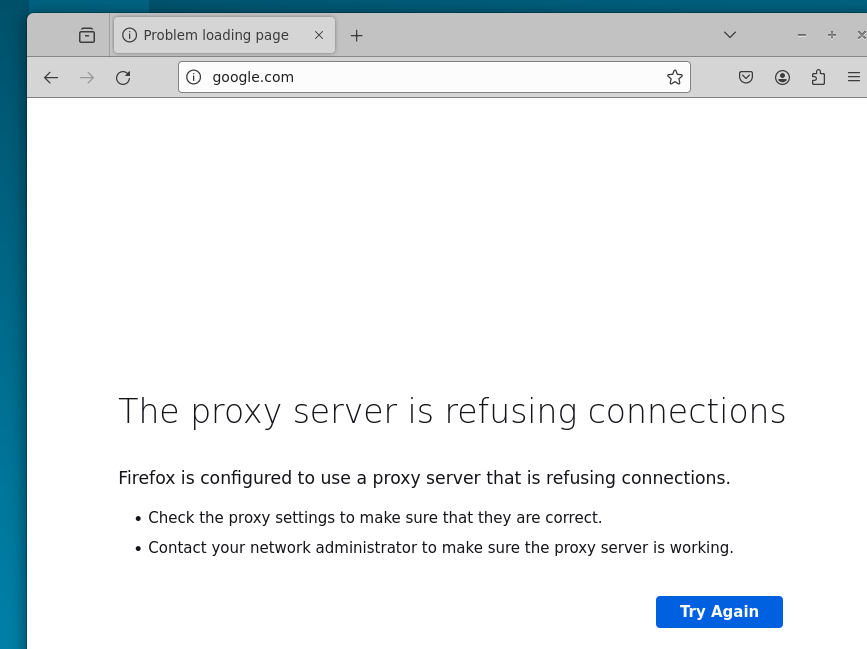 Problem loading page
google.com
The proxy server is refusing connections
Firefox is configured to use a proxy server that is refusing connections.
Check the proxy settings to make sure that they are correct.
Contact your network administrator to make sure the proxy server is working.
Try Again